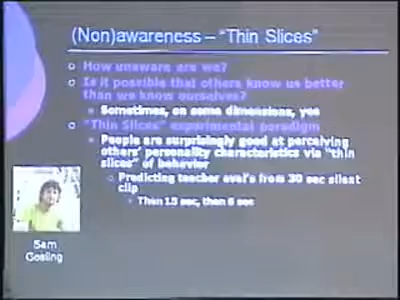 (Non)awareness – "Thin Slices"
How unaware are we?
Is it possible that others know us better
than we know ourselves?
Sometimes, on some dimensions, yes
"Thin Slices" experimental paradigm
People are surprisingly good at perceiving
others' personality characteristics via "thin
slices" of behavior
Predicting teacher eval's from 30 sec silent
clip
Then 15 sec, then 6 sec
Sam
Gosling